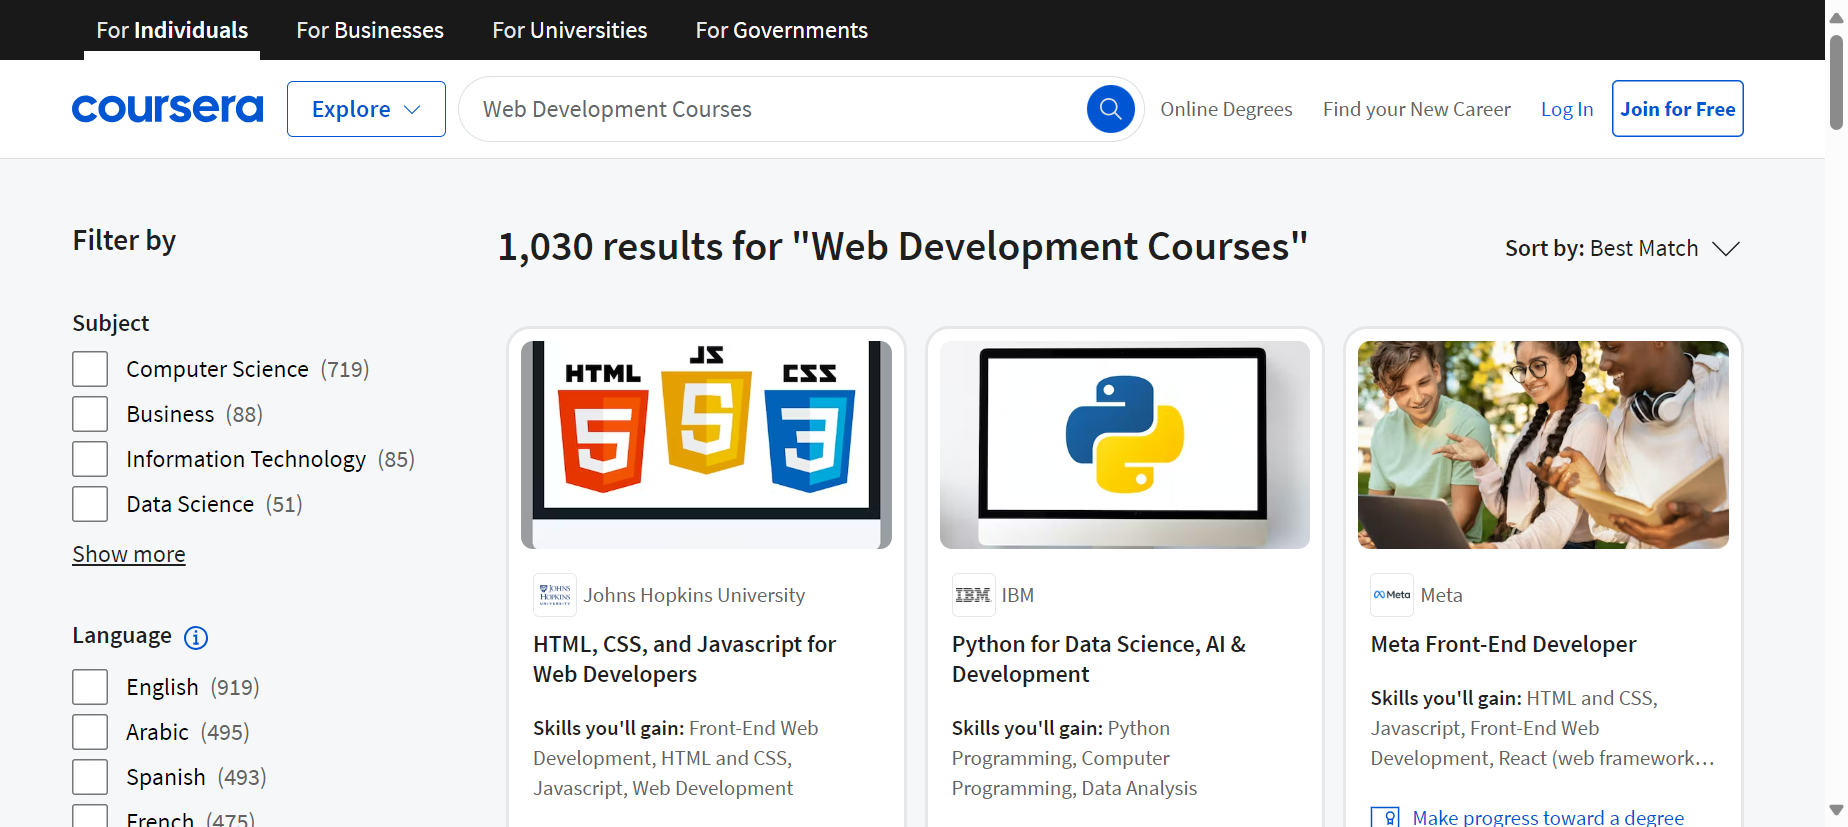 For Individuals
For Businesses
For Universities
For Governments
coursera
Explore
Web Development Courses
Online Degrees
Find your New Career
Log In
Join for Free
Filter by
1,030 results for "Web Development Courses"
Sort by: Best Match
Subject
Computer Science (719)
Business (88)
Information Technology (85)
Data Science (51)
Show more
Language
English (919)
Arabic (495)
Spanish (493)
French (475)
HTML
JS
CSS
JOHNS
HOPKINS
UNIVERSITY
Johns Hopkins University
HTML, CSS, and Javascript for
Web Developers
Skills you'll gain: Front-End Web
Development, HTML and CSS,
Javascript, Web Development
IBM
IBM
Python for Data Science, AI &
Development
Skills you'll gain: Python
Programming, Computer
Programming, Data Analysis
Meta
Meta
Meta Front-End Developer
Skills you'll gain: HTML and CSS,
Javascript, Front-End Web
Development, React (web framework...
Make progress toward a degree